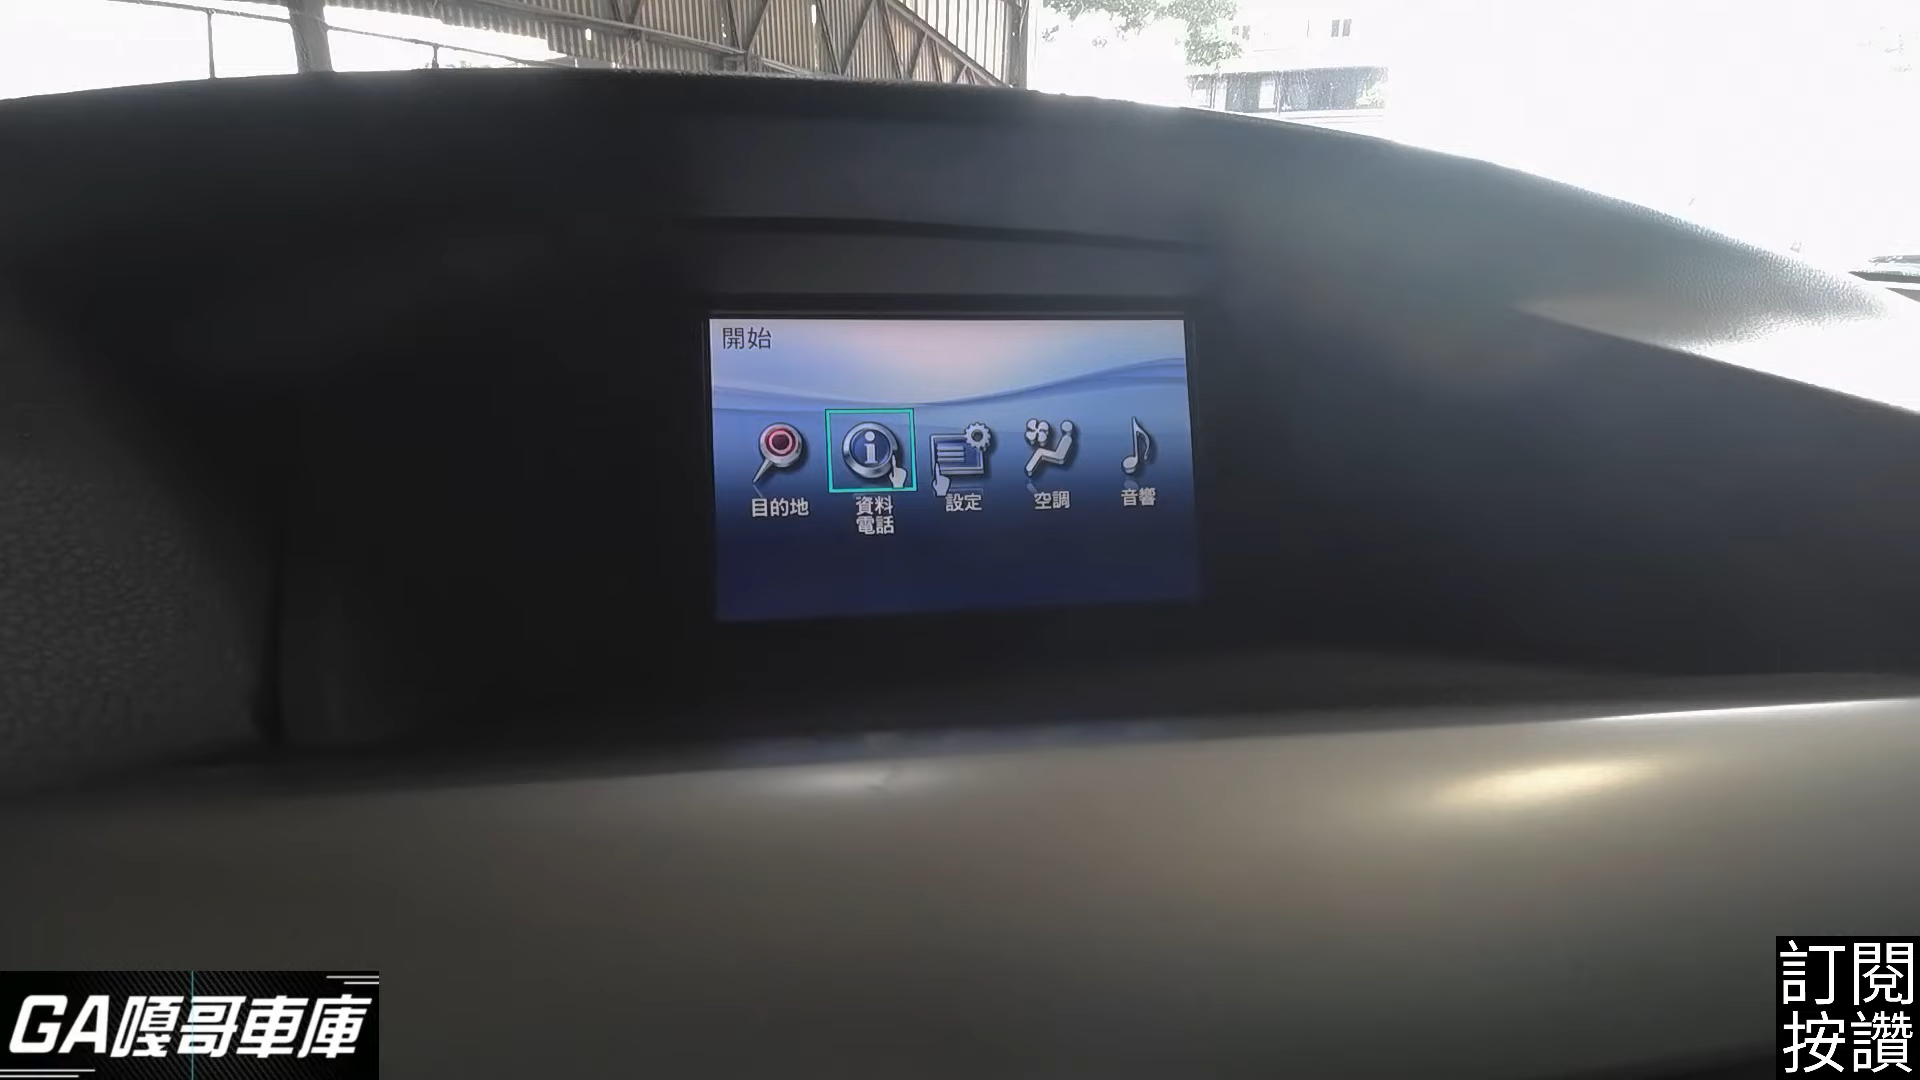 開始
目的地
資料
電話
設定
空調
音響
GA嘎哥車庫
訂閱
按讚